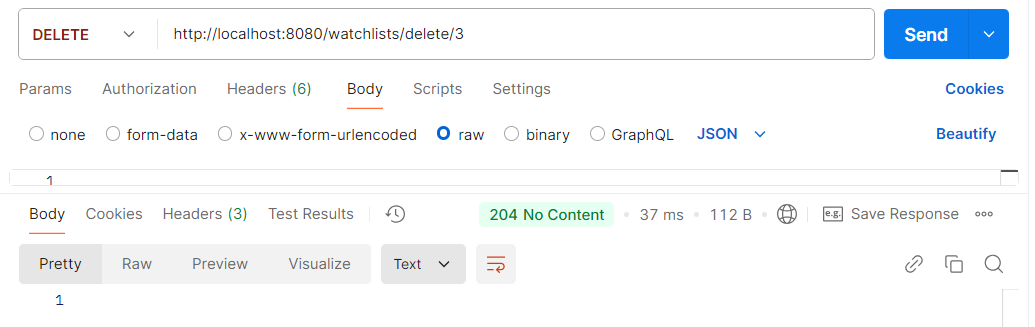 DELETE http://localhost:8080/watchlists/delete/3 Send
Params Authorization Headers (6) Body Scripts Settings Cookies
none form-data x-www-form-urlencoded raw binary GraphQL JSON Beautify
1
Body Cookies Headers (3) Test Results 204 No Content 37 ms 112 B e.g. Save Response
Pretty Raw Preview Visualize Text
1